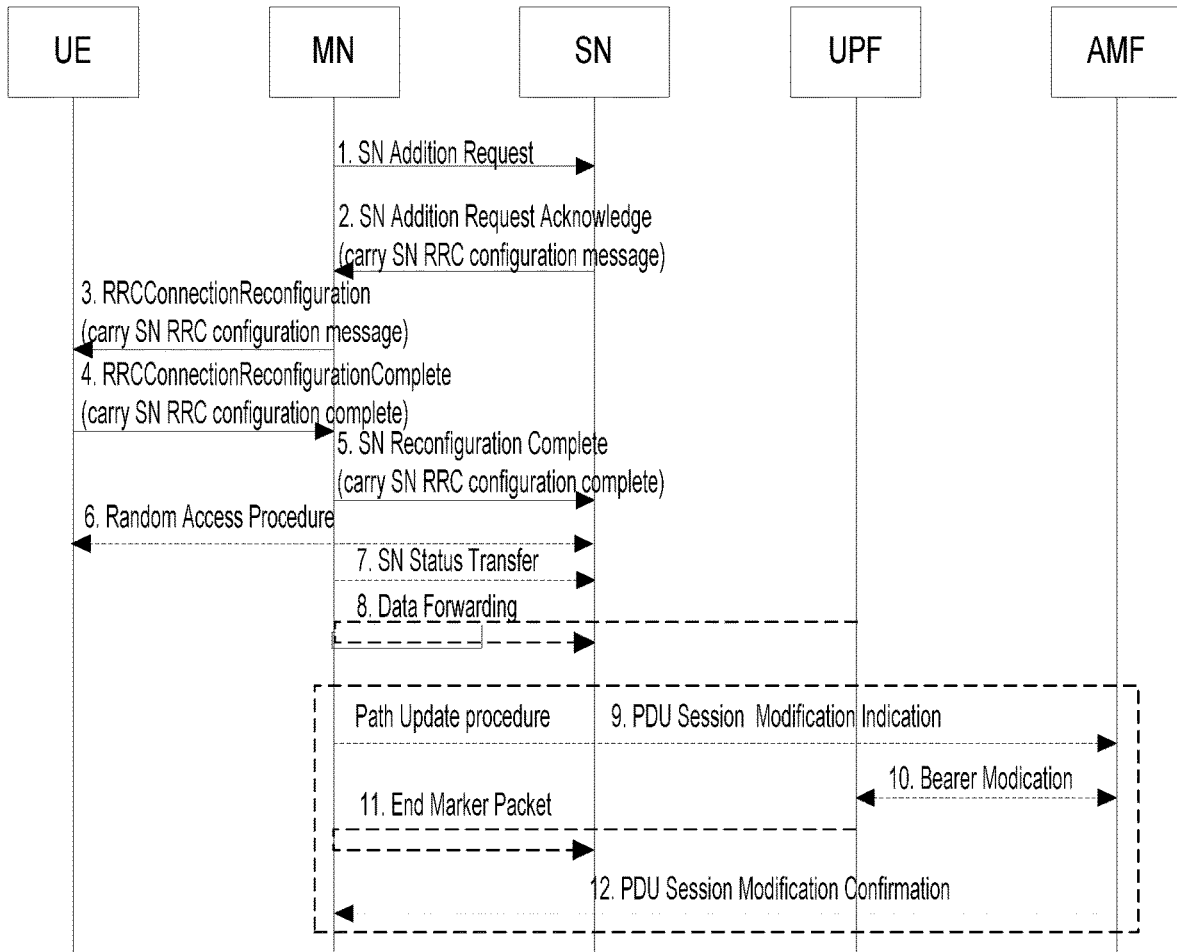 UE
MN
SN
UPF
AMF
1. SN Addition Request
2. SN Addition Request Acknowledge
(carry SN RRC configuration message)
3. RRCConnectionReconfiguration
(carry SN RRC configuration message)
4. RRCConnectionReconfigurationComplete
(carry SN RRC configuration complete)
5. SN Reconfiguration Complete
(carry SN RRC configuration complete)
6. Random Access Procedure
7. SN Status Transfer
8. Data Forwarding
Path Update procedure
9. PDU Session Modification Indication
10. Bearer Modication
11. End Marker Packet
12. PDU Session Modification Confirmation